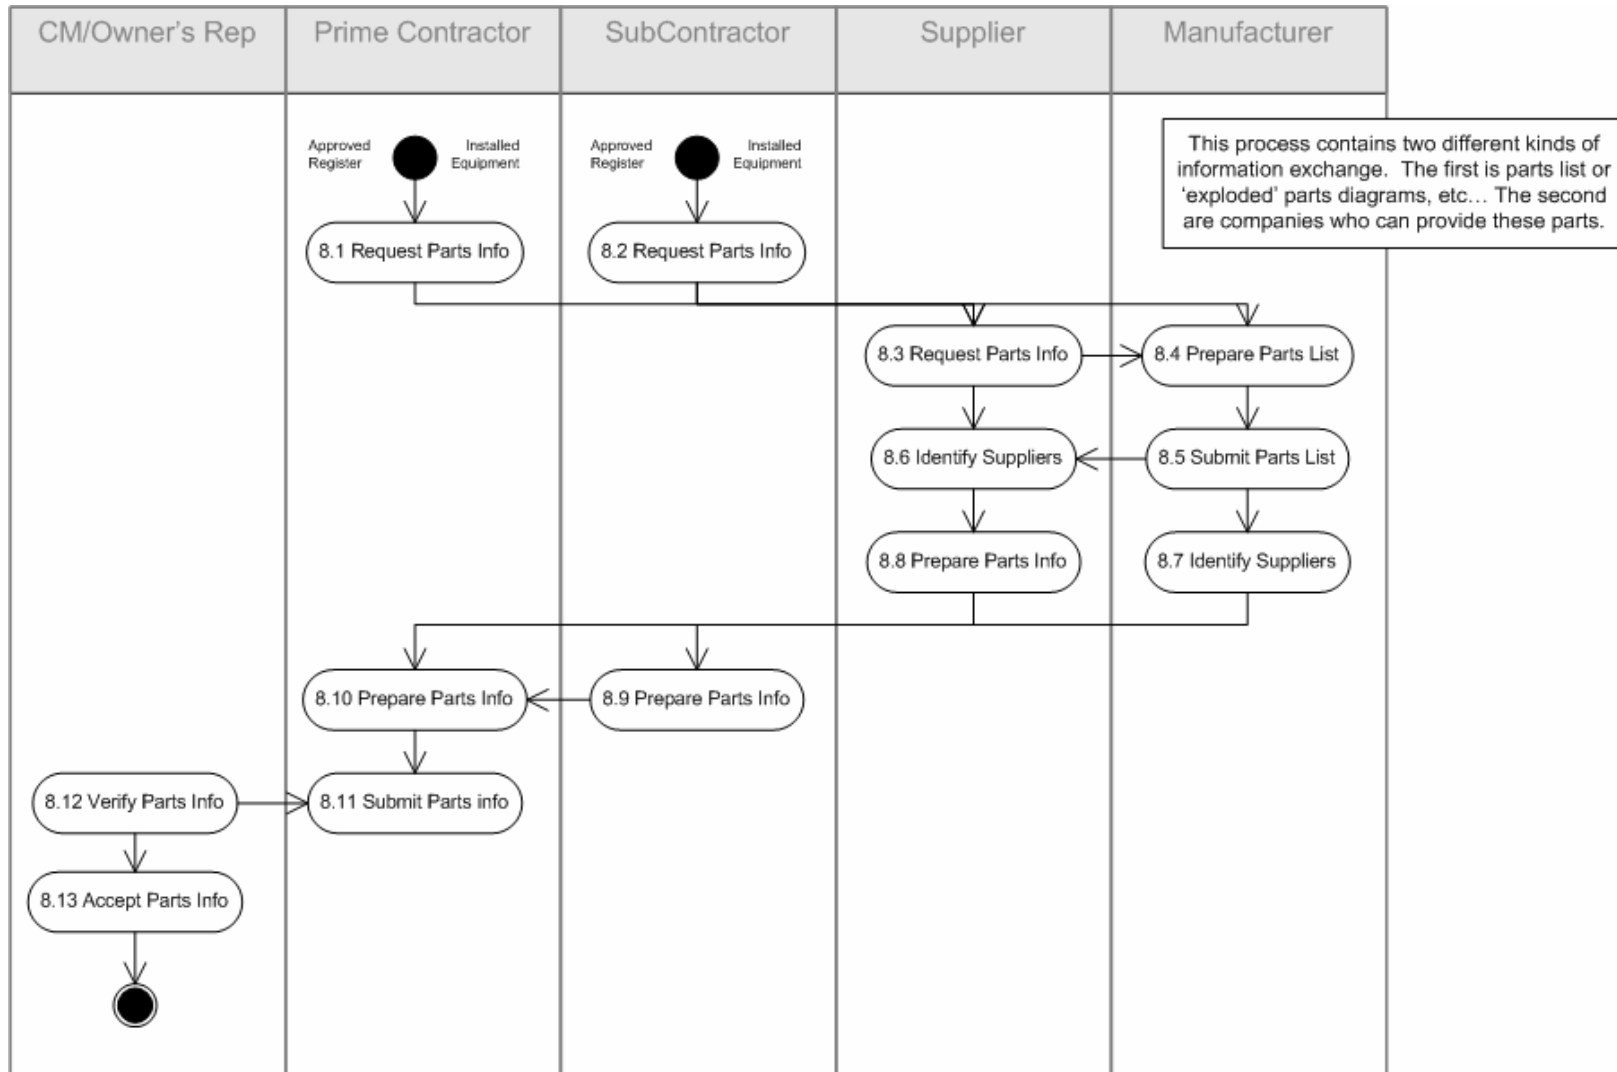 CM/Owner's Rep
Prime Contractor
SubContractor
Supplier
Manufacturer
Approved
Register
Installed
Equipment
Approved
Register
Installed
Equipment
This process contains two different kinds of
information exchange.  The first is parts list or
‘exploded’ parts diagrams, etc… The second
are companies who can provide these parts.
8.1 Request Parts Info
8.2 Request Parts Info
8.3 Request Parts Info
8.4 Prepare Parts List
8.6 Identify Suppliers
8.5 Submit Parts List
8.8 Prepare Parts Info
8.7 Identify Suppliers
8.10 Prepare Parts Info
8.9 Prepare Parts Info
8.12 Verify Parts Info
8.11 Submit Parts info
8.13 Accept Parts Info